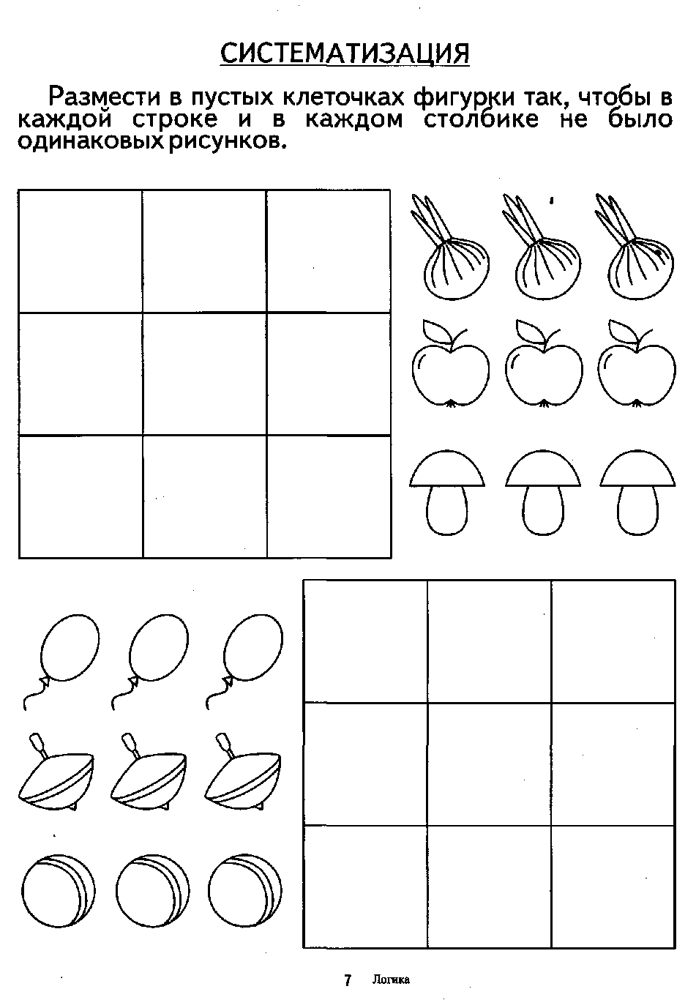 СИСТЕМАТИЗАЦИЯ
Размести в пустых клеточках фигурки так, чтобы в
каждой строке и в каждом столбике не было
одинаковых рисунков.
7 Логика